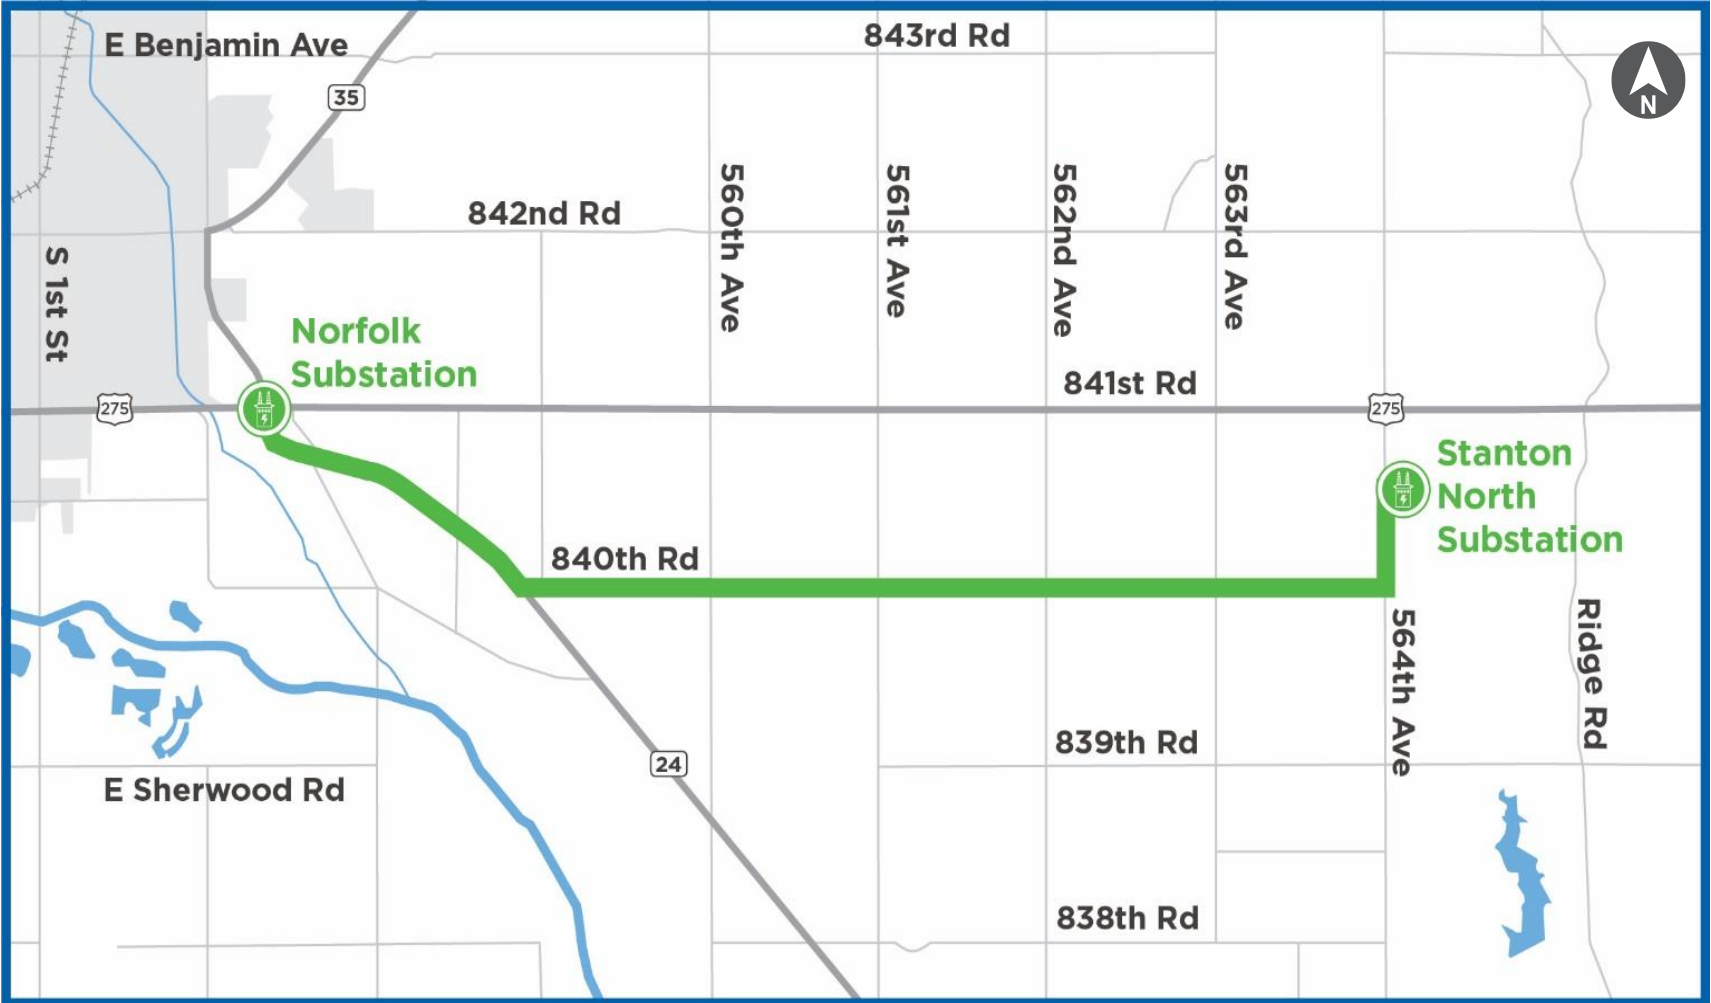 E Benjamin Ave
843rd Rd
35
N
842nd Rd
560th Ave
561st Ave
562nd Ave
563rd Ave
S 1st St
Norfolk
Substation
841st Rd
275
275
Stanton
North
Substation
840th Rd
564th Ave
Ridge Rd
839th Rd
24
E Sherwood Rd
838th Rd